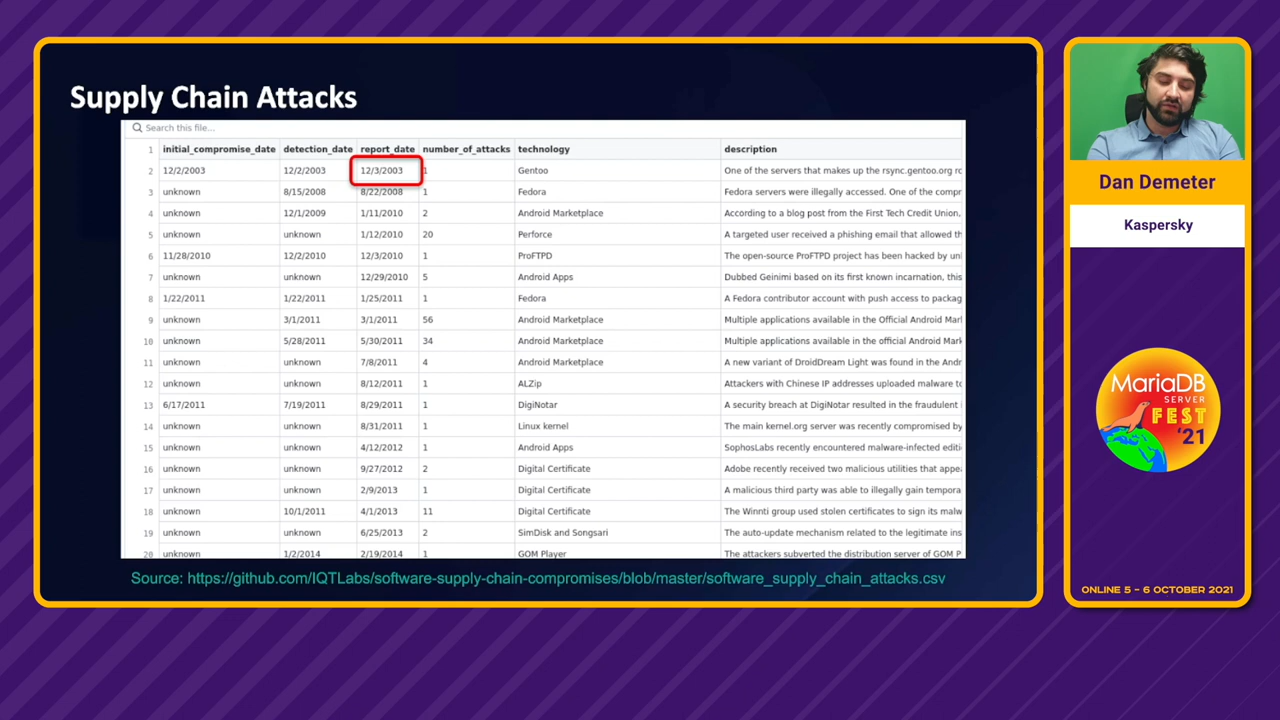 Supply Chain Attacks
Search this file...
1 initial_compromise_date detection_date report_date number_of_attacks technology description
2 12/2/2003 12/2/2003 12/3/2003 1 Gentoo One of the servers that makes up the rsync.gentoo.org ro
3 unknown 8/15/2008 8/22/2008 1 Fedora Fedora servers were illegally accessed. One of the compr
4 unknown 12/1/2009 1/11/2010 2 Android Marketplace According to a blog post from the First Tech Credit Union,
5 unknown unknown 1/12/2010 20 Perforce A targeted user received a phishing email that allowed th
6 11/28/2010 12/2/2010 12/3/2010 1 ProFTPD The open-source ProFTPD project has been hacked by unk
7 unknown unknown 12/29/2010 5 Android Apps Dubbed Geinimi based on its first known incarnation, this
8 1/22/2011 1/22/2011 1/25/2011 1 Fedora A Fedora contributor account with push access to packag
9 unknown 3/1/2011 3/1/2011 56 Android Marketplace Multiple applications available in the Official Android Mar
10 unknown 5/28/2011 5/30/2011 34 Android Marketplace Multiple applications available in the official Android Mark
11 unknown unknown 7/8/2011 4 Android Marketplace A new variant of DroidDream Light was found in the Andr
12 unknown unknown 8/12/2011 1 ALZip Attackers with Chinese IP addresses uploaded malware to
13 6/17/2011 7/19/2011 8/29/2011 1 DigiNotar A security breach at DigiNotar resulted in the fraudulent i
14 unknown unknown 8/31/2011 1 Linux kernel The main kernel.org server was recently compromised by
15 unknown unknown 4/12/2012 1 Android Apps SophosLabs recently encountered malware-infected editi
16 unknown unknown 9/27/2012 2 Digital Certificate Adobe recently received two malicious utilities that appea
17 unknown unknown 2/9/2013 1 Digital Certificate A malicious third party was able to illegally gain tempora
18 unknown 10/1/2011 4/1/2013 11 Digital Certificate The Winnti group used stolen certificates to sign its malw
19 unknown unknown 6/25/2013 2 SimDisk and Songsari The auto-update mechanism related to the legitimate ins
20 unknown 1/2/2014 2/19/2014 1 GOM Player The attackers subverted the distribution server of GOM P
Source: https://github.com/IQTLabs/software-supply-chain-compromises/blob/master/software_supply_chain_attacks.csv
Dan Demeter
Kaspersky
MariaDB
SERVER
FEST
'21
ONLINE 5 – 6 OCTOBER 2021